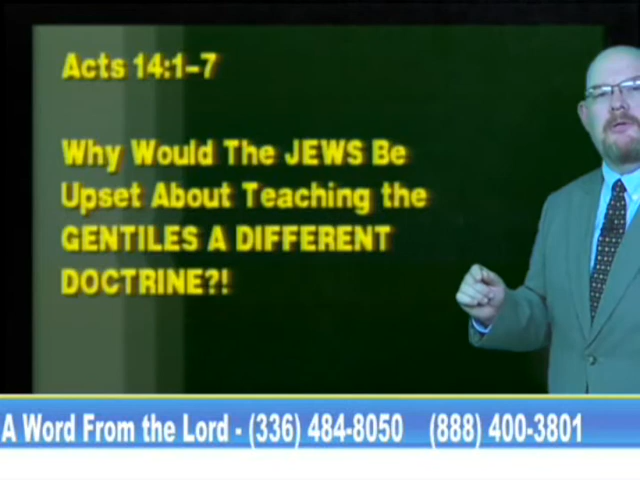 Acts 14:1-7
Why Would The JEWS Be
Upset About Teaching the
GENTILES A DIFFERENT
DOCTRINE?!
A Word From the Lord - (336) 484-8050 (888) 400-3801